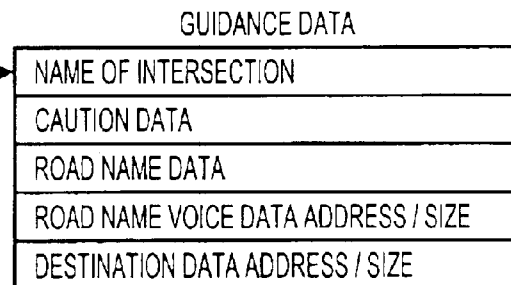 GUIDANCE DATA
NAME OF INTERSECTION
CAUTION DATA
ROAD NAME DATA
ROAD NAME VOICE DATA ADDRESS / SIZE
DESTINATION DATA ADDRESS / SIZE